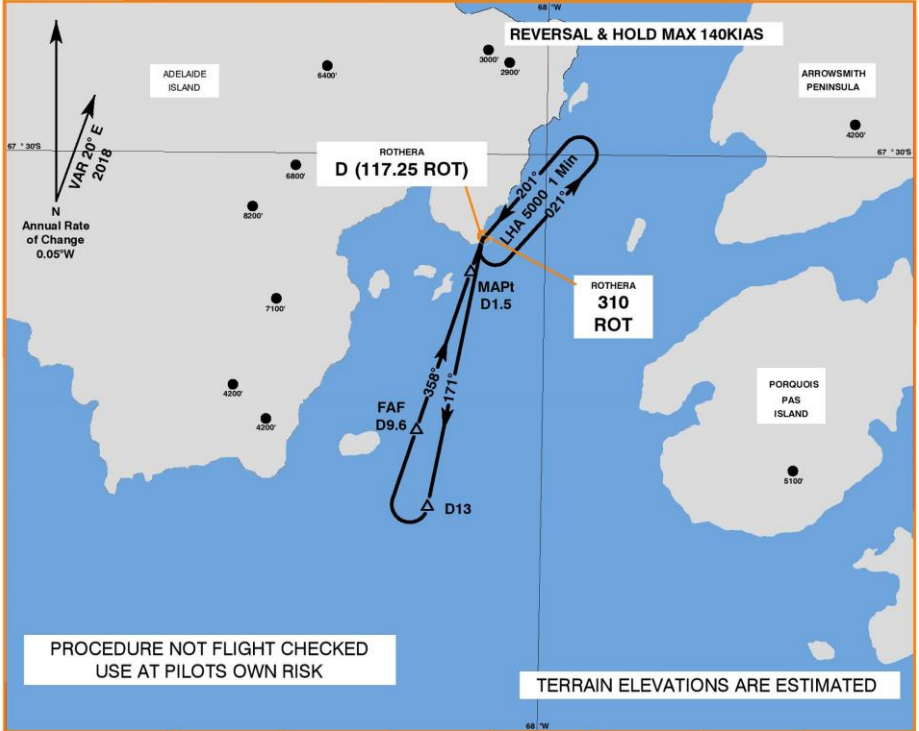 68 °W
REVERSAL & HOLD MAX 140KIAS
ADELAIDE
ISLAND
6400'
3000'
2900'
ARROWSMITH
PENINSULA
4200'
67 ° 30'S
67 ° 30'S
VAR 20° E
2018
N
Annual Rate
of Change
0.05°W
ROTHERA
D (117.25 ROT)
6800'
8200'
201°
LHA 5000 1 Min
021°
MAPt
D1.5
ROTHERA
310
ROT
7100'
358°
171°
4200'
4200'
FAF
D9.6
PORQUOIS
PAS
ISLAND
5100'
D13
PROCEDURE NOT FLIGHT CHECKED
USE AT PILOTS OWN RISK
TERRAIN ELEVATIONS ARE ESTIMATED
68 °W